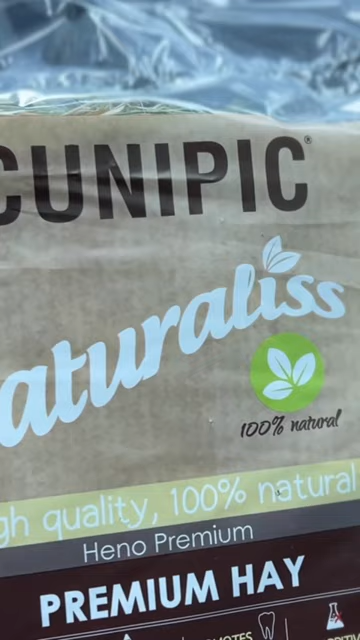 CUNIPIC®
aturaliss
100% natural
gh quality, 100% natural
Heno Premium
PREMIUM HAY